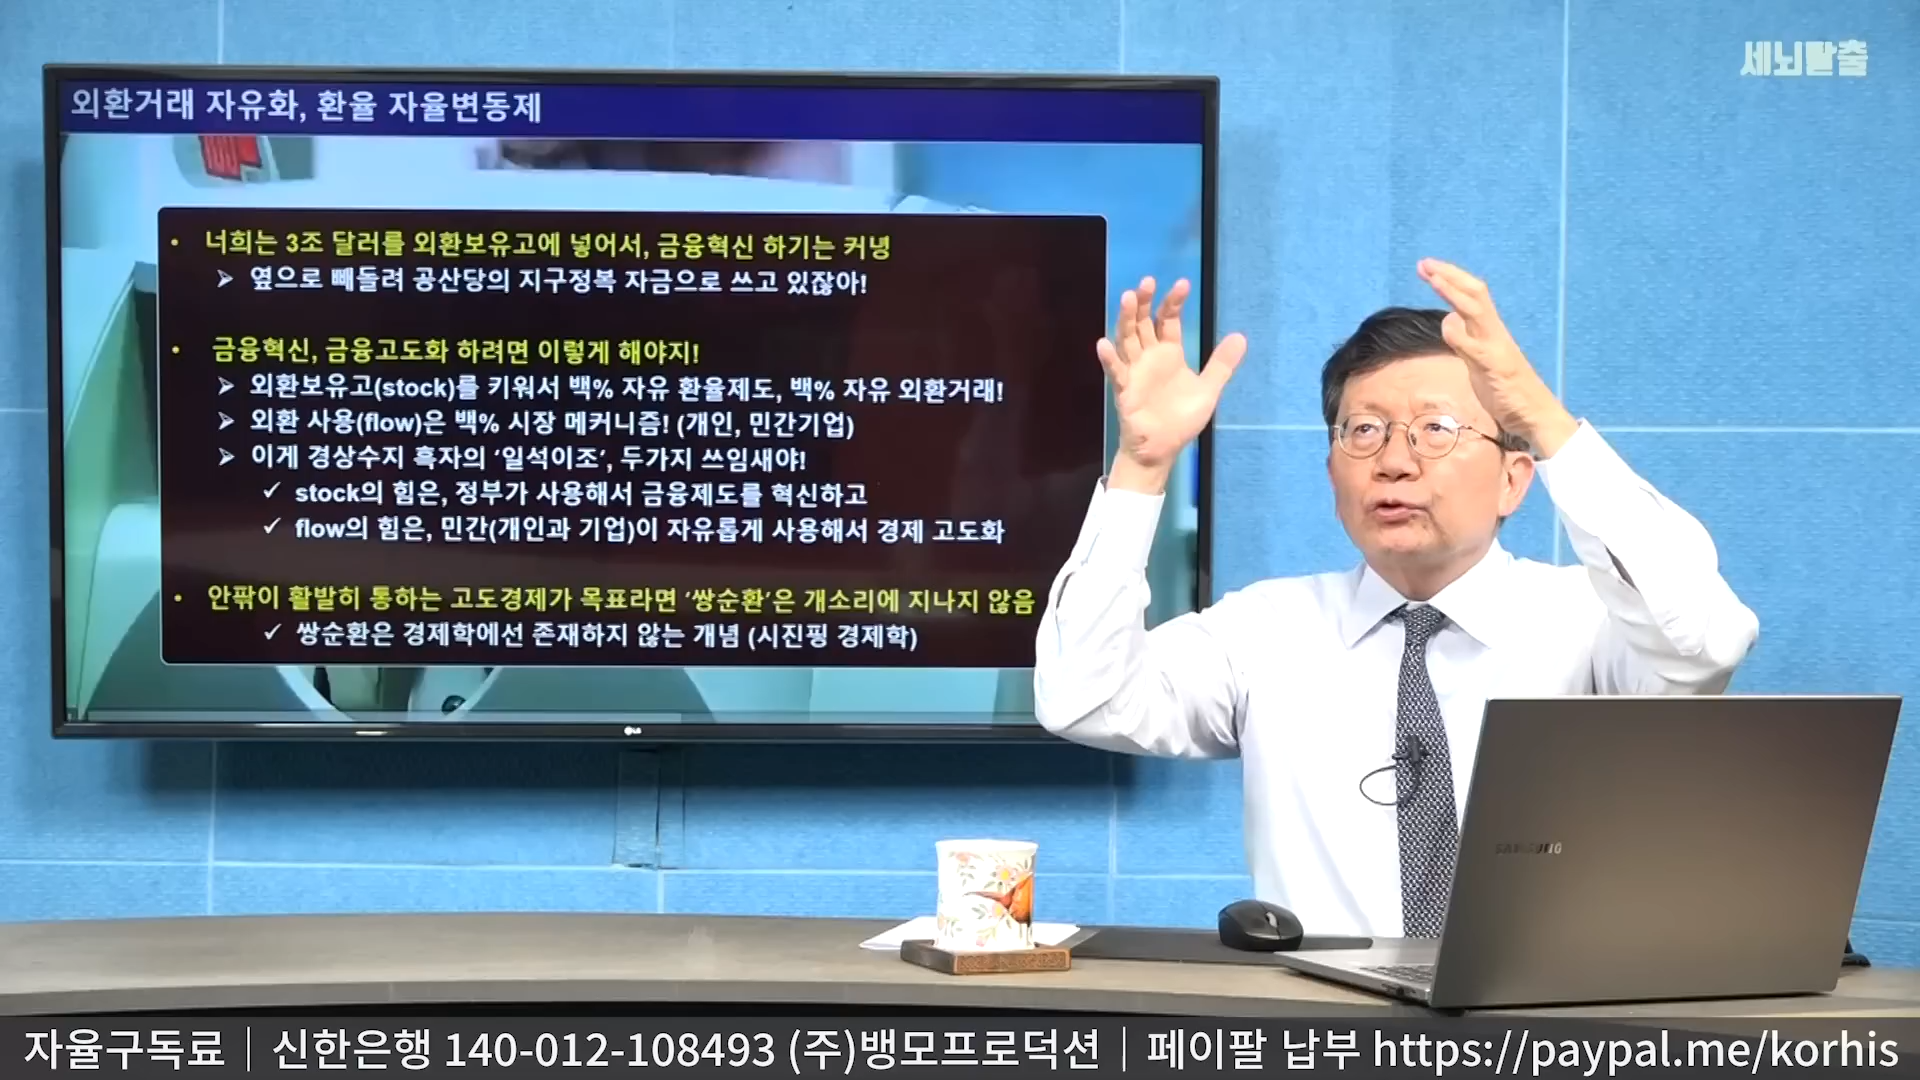 세뇌탈출
외환거래 자유화, 환율 자율변동제
• 너희는 3조 달러를 외환보유고에 넣어서, 금융혁신 하기는 커녕
➢ 옆으로 빼돌려 공산당의 지구정복 자금으로 쓰고 있잖아!
• 금융혁신, 금융고도화 하려면 이렇게 해야지!
➢ 외환보유고(stock)를 키워서 백% 자유 환율제도, 백% 자유 외환거래!
➢ 외환 사용(flow)은 백% 시장 메커니즘! (개인, 민간기업)
➢ 이게 경상수지 흑자의 ‘일석이조’, 두가지 쓰임새야!
✓ stock의 힘은, 정부가 사용해서 금융제도를 혁신하고
✓ flow의 힘은, 민간(개인과 기업)이 자유롭게 사용해서 경제 고도화
• 안팎이 활발히 통하는 고도경제가 목표라면 ‘쌍순환’은 개소리에 지나지 않음
✓ 쌍순환은 경제학에선 존재하지 않는 개념 (시진핑 경제학)
LG
SAMSUNG
자율구독료│신한은행 140-012-108493 (주)뱅모프로덕션│페이팔 납부 https://paypal.me/korhis